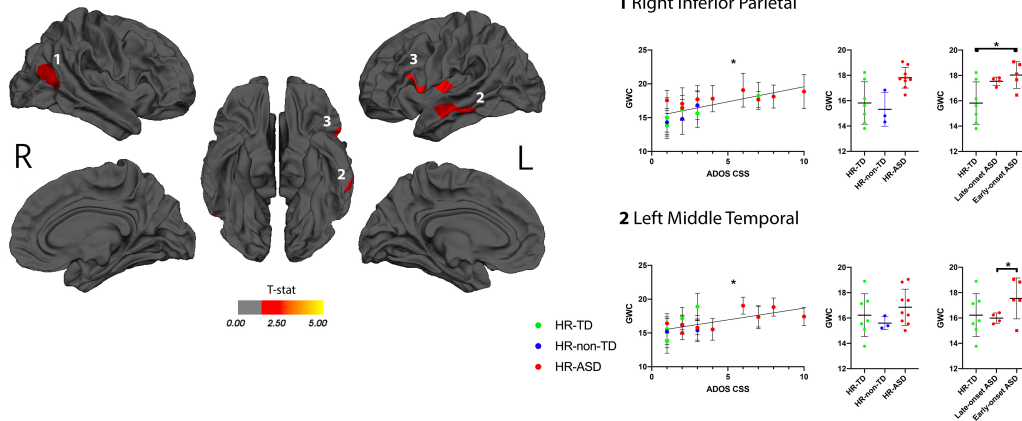 1 Right Inferior Parietal
1
3
2
3
2
R
L
T-stat
0.00 2.50 5.00
HR-TD
HR-non-TD
HR-ASD
25
20
15
10
GWC
*
0 5 10
ADOS CSS
20
18
16
14
12
GWC
HR-TD
HR-non-TD
HR-ASD
20
18
16
14
12
GWC
*
HR-TD
Late-onset ASD
Early-onset ASD
2 Left Middle Temporal
25
20
15
10
GWC
*
0 5 10
ADOS CSS
20
18
16
14
12
GWC
HR-TD
HR-non-TD
HR-ASD
20
18
16
14
12
GWC
*
HR-TD
Late-onset ASD
Early-onset ASD